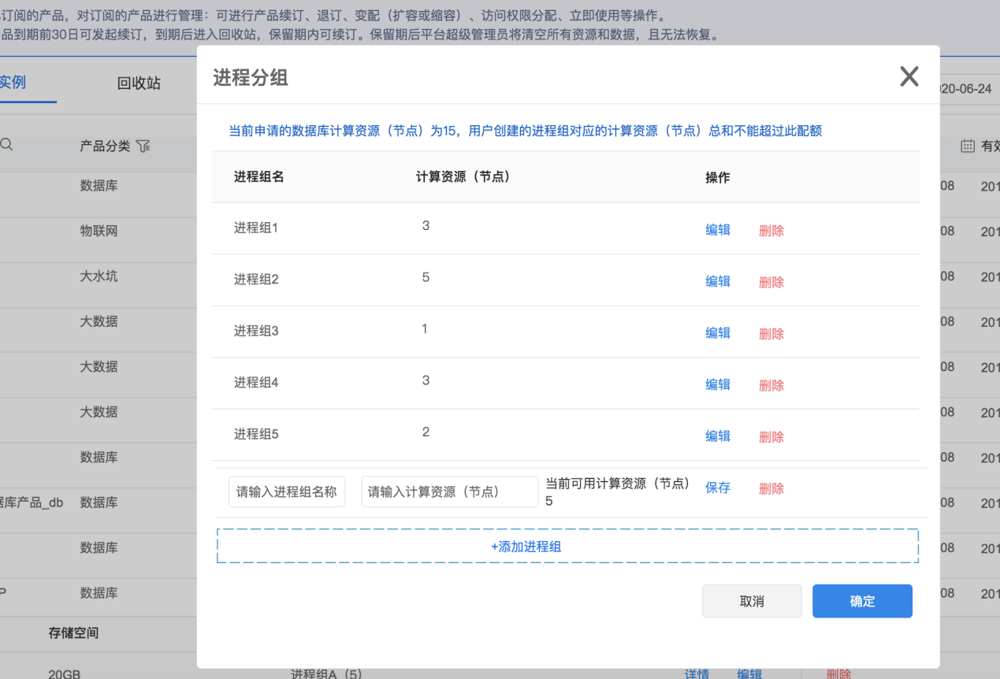 订阅的产品，对订阅的产品进行管理：可进行产品续订、退订、变配（扩容或缩容）、访问权限分配、立即使用等操作。
品到期前30日可发起续订，到期后进入回收站，保留期内可续订。保留期后平台超级管理员将清空所有资源和数据，且无法恢复。
实例
回收站
20-06-24
产品分类
有效
数据库
08
201
物联网
08
201
大水坑
08
201
大数据
08
201
大数据
08
201
大数据
08
201
数据库
08
201
库产品_db
数据库
08
201
数据库
08
201
P
数据库
08
201
存储空间
20GB
进程组A（5）
详情
编辑
删除
进程分组
当前申请的数据库计算资源（节点）为15，用户创建的进程组对应的计算资源（节点）总和不能超过此配额
进程组名
计算资源（节点）
操作
进程组1
3
编辑
删除
进程组2
5
编辑
删除
进程组3
1
编辑
删除
进程组4
3
编辑
删除
进程组5
2
编辑
删除
请输入进程组名称
请输入计算资源（节点）
当前可用计算资源（节点）
5
保存
删除
+添加进程组
取消
确定